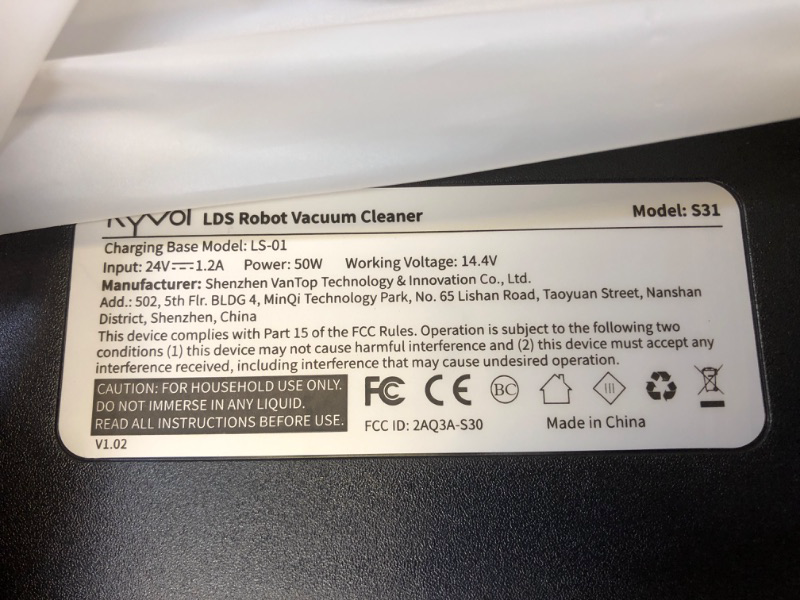 Kyvol LDS Robot Vacuum Cleaner Model: S31
Charging Base Model: LS-01
Input: 24V⎓1.2A Power: 50W Working Voltage: 14.4V
Manufacturer: Shenzhen VanTop Technology & Innovation Co., Ltd.
Add.: 502, 5th Flr. BLDG 4, MinQi Technology Park, No. 65 Lishan Road, Taoyuan Street, Nanshan
District, Shenzhen, China
This device complies with Part 15 of the FCC Rules. Operation is subject to the following two
conditions (1) this device may not cause harmful interference and (2) this device must accept any
interference received, including interference that may cause undesired operation.
CAUTION: FOR HOUSEHOLD USE ONLY.
DO NOT IMMERSE IN ANY LIQUID.
READ ALL INSTRUCTIONS BEFORE USE.
FC CE BC III
FCC ID: 2AQ3A-S30 Made in China
V1.02